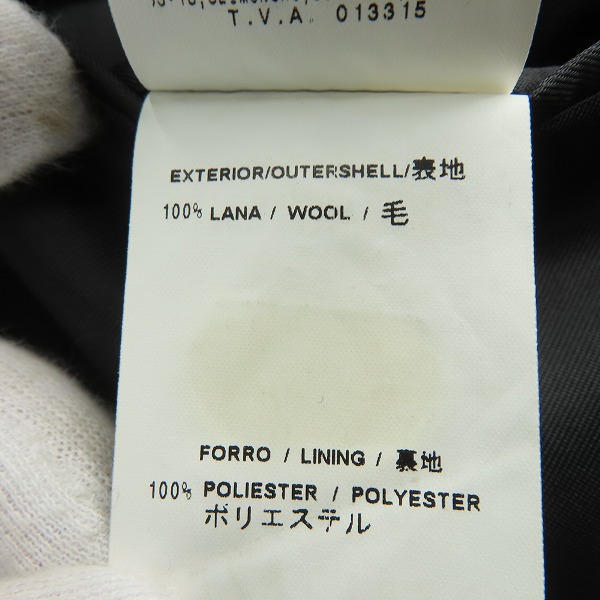 T.V.A. 013315
EXTERIOR/OUTERSHELL/表地
100% LANA / WOOL / 毛
FORRO / LINING / 裏地
100% POLIESTER / POLYESTER
ポリエステル